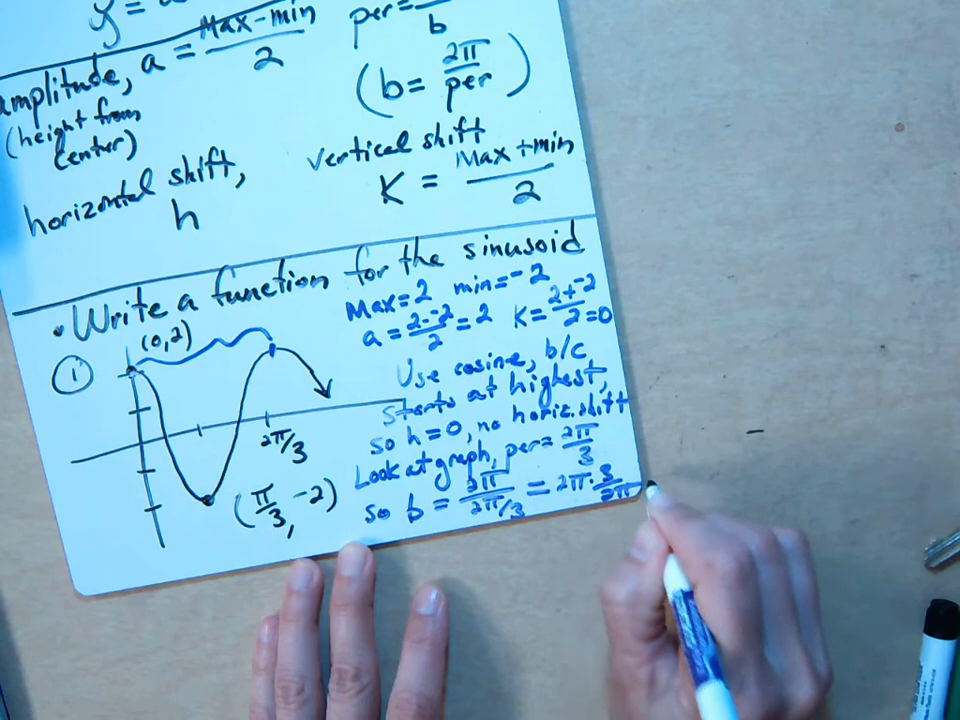 y =
amplitude, a = Max-min / 2
(height from center)
per = / b
(b = 2π / per)
horizontal shift, h
vertical shift
K = Max+min / 2
• Write a function for the sinusoid
①
(0,2)
2π/3
(π/3, -2)
Max=2 min=-2
a = 2--2 / 2 = 2 K = 2+-2 / 2 = 0
Use cosine, b/c
starts at highest,
so h=0, no horiz. shift
Look at graph, per = 2π/3
so b = 2π / 2π/3 = 2π · 3/2π